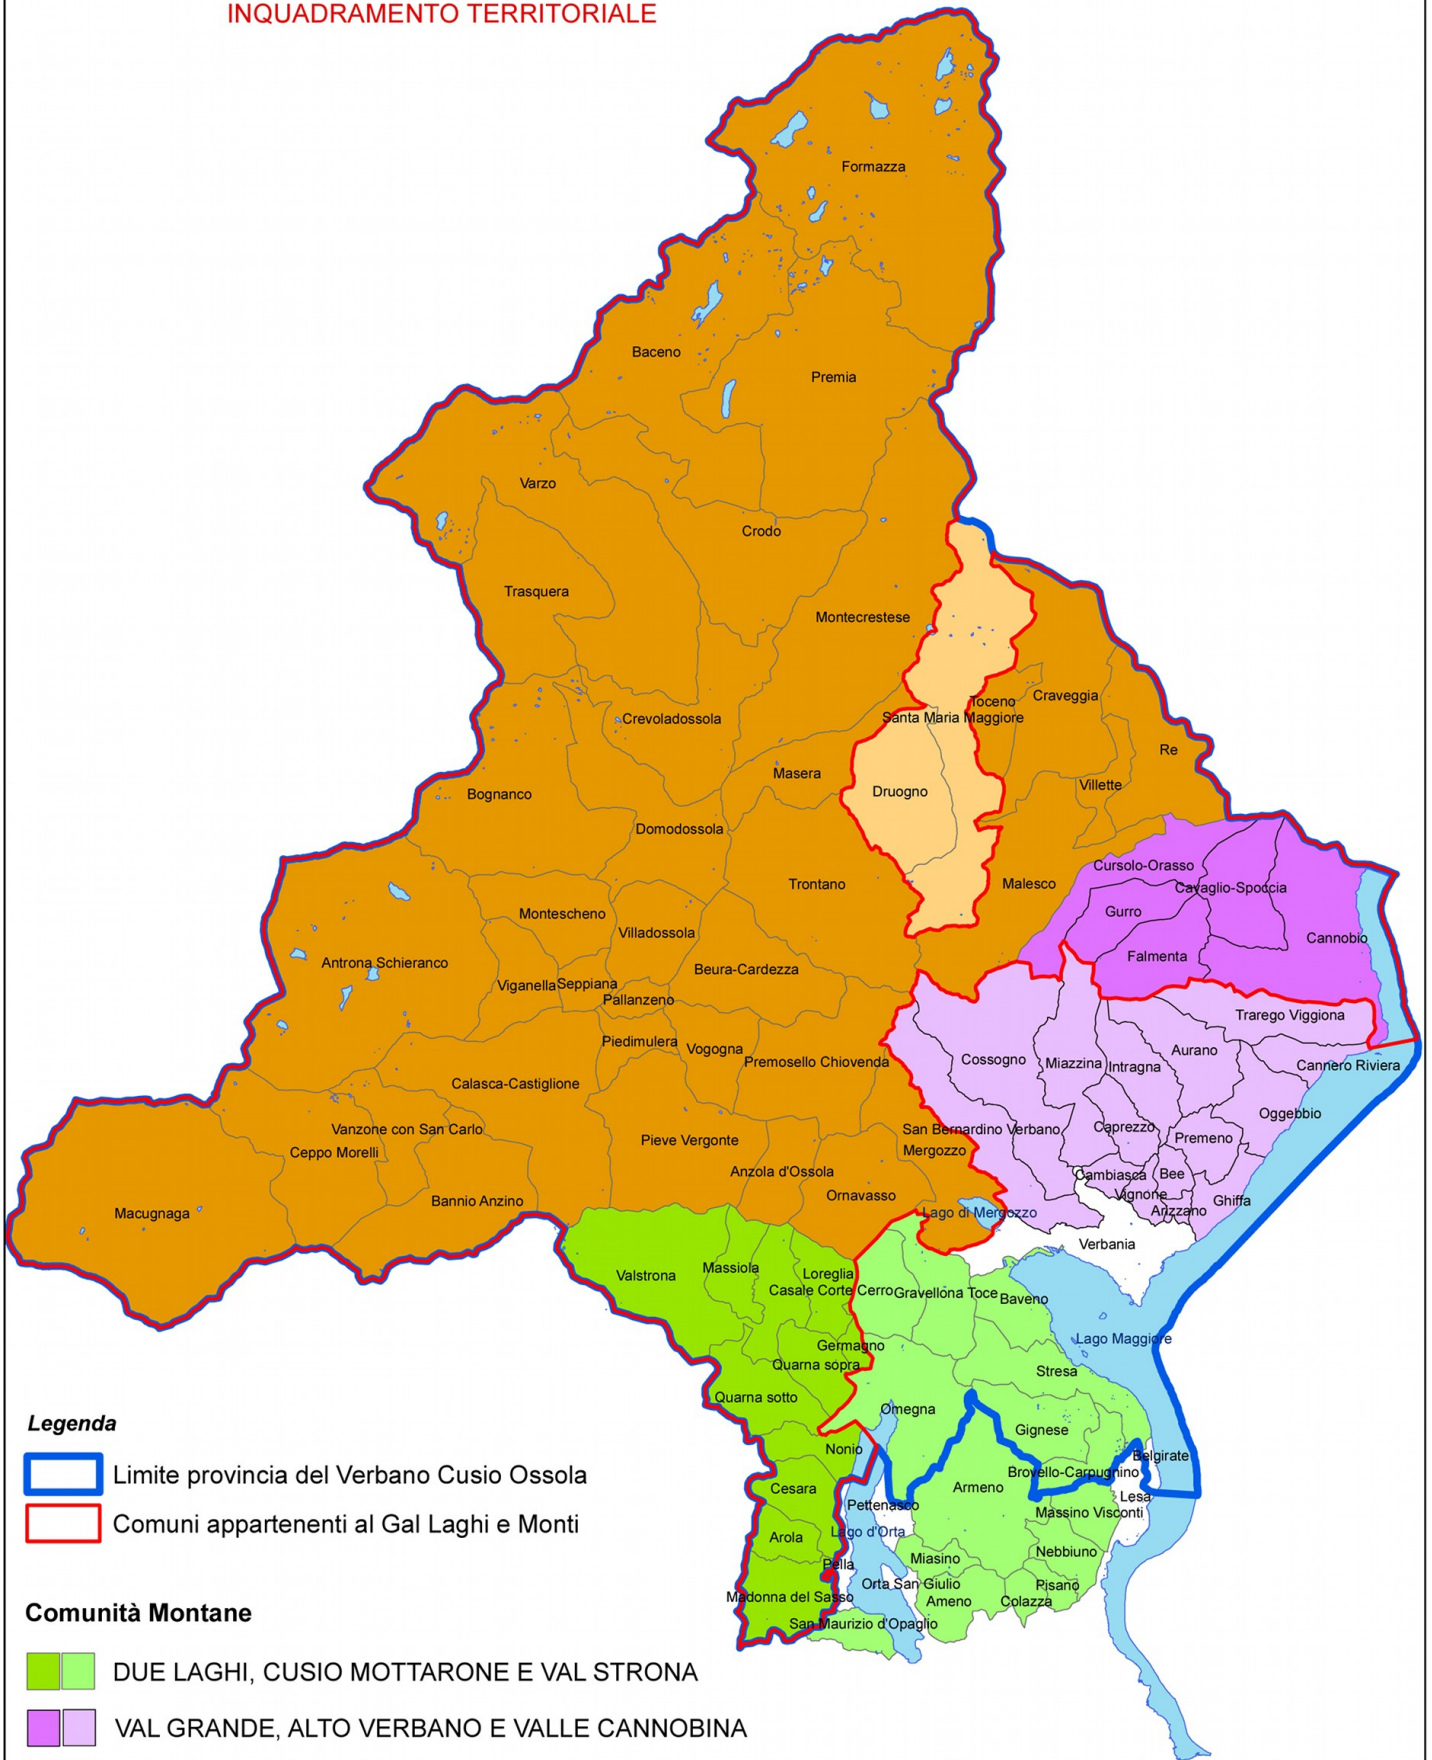 INQUADRAMENTO TERRITORIALE
Formazza
Baceno
Premia
Varzo
Crodo
Trasquera
Montecrestese
Toceno
Craveggia
Crevoladossola
Santa Maria Maggiore
Re
Masera
Villette
Druogno
Bognanco
Domodossola
Cursolo-Orasso
Trontano
Malesco
Cavaglio-Spoccia
Montescheno
Gurro
Villadossola
Cannobio
Falmenta
Antrona Schieranco
Beura-Cardezza
Viganella
Seppiana
Pallanzeno
Trarego Viggiona
Piedimulera
Vogogna
Aurano
Premosello Chiovenda
Cossogno
Miazzina
Intragna
Cannero Riviera
Calasca-Castiglione
Oggebbio
Vanzone con San Carlo
San Bernardino Verbano
Caprezzo
Pieve Vergonte
Premeno
Ceppo Morelli
Mergozzo
Anzola d'Ossola
Cambiasca
Bee
Ornavasso
Vignone
Bannio Anzino
Ghiffa
Arizzano
Macugnaga
Lago di Mergozzo
Verbania
Valstrona
Massiola
Loreglia
Casale Corte Cerro
Gravellona Toce
Baveno
Lago Maggiore
Germagno
Quarna sopra
Stresa
Quarna sotto
Omegna
Gignese
Nonio
Belgirate
Brovello-Carpugnino
Cesara
Armeno
Lesa
Pettenasco
Massino Visconti
Lago d'Orta
Arola
Nebbiuno
Miasino
Pella
Orta San Giulio
Pisano
Madonna del Sasso
Ameno
Colazza
San Maurizio d'Opaglio
Legenda
Limite provincia del Verbano Cusio Ossola
Comuni appartenenti al Gal Laghi e Monti
Comunità Montane
DUE LAGHI, CUSIO MOTTARONE E VAL STRONA
VAL GRANDE, ALTO VERBANO E VALLE CANNOBINA